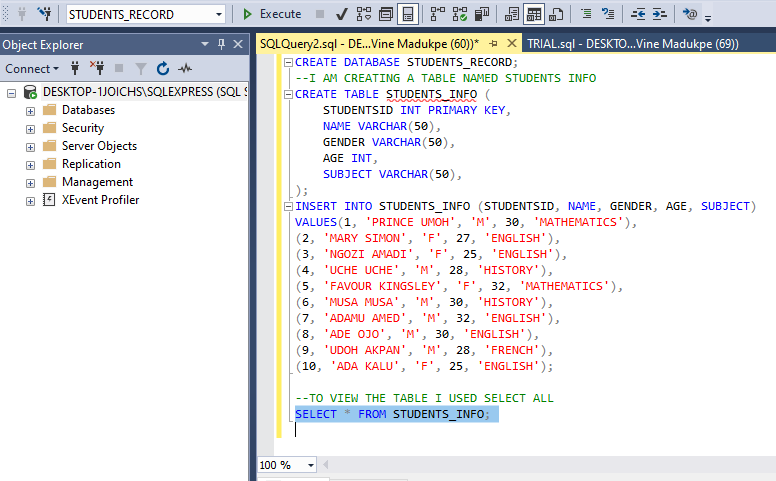 STUDENTS_RECORD
Execute
Object Explorer
SQLQuery2.sql - DE...Vine Madukpe (60))*
TRIAL.sql - DESKTO...Vine Madukpe (69))
Connect
DESKTOP-1JOICHS\SQLEXPRESS (SQL S
Databases
Security
Server Objects
Replication
Management
XEvent Profiler
CREATE DATABASE STUDENTS_RECORD;
--I AM CREATING A TABLE NAMED STUDENTS INFO
CREATE TABLE STUDENTS_INFO (
STUDENTSID INT PRIMARY KEY,
NAME VARCHAR(50),
GENDER VARCHAR(50),
AGE INT,
SUBJECT VARCHAR(50),
);
INSERT INTO STUDENTS_INFO (STUDENTSID, NAME, GENDER, AGE, SUBJECT)
VALUES(1, 'PRINCE UMOH', 'M', 30, 'MATHEMATICS'),
(2, 'MARY SIMON', 'F', 27, 'ENGLISH'),
(3, 'NGOZI AMADI', 'F', 25, 'ENGLISH'),
(4, 'UCHE UCHE', 'M', 28, 'HISTORY'),
(5, 'FAVOUR KINGSLEY', 'F', 32, 'MATHEMATICS'),
(6, 'MUSA MUSA', 'M', 30, 'HISTORY'),
(7, 'ADAMU AMED', 'M', 32, 'ENGLISH'),
(8, 'ADE OJO', 'M', 30, 'ENGLISH'),
(9, 'UDOH AKPAN', 'M', 28, 'FRENCH'),
(10, 'ADA KALU', 'F', 25, 'ENGLISH');
--TO VIEW THE TABLE I USED SELECT ALL
SELECT * FROM STUDENTS_INFO;
100 %